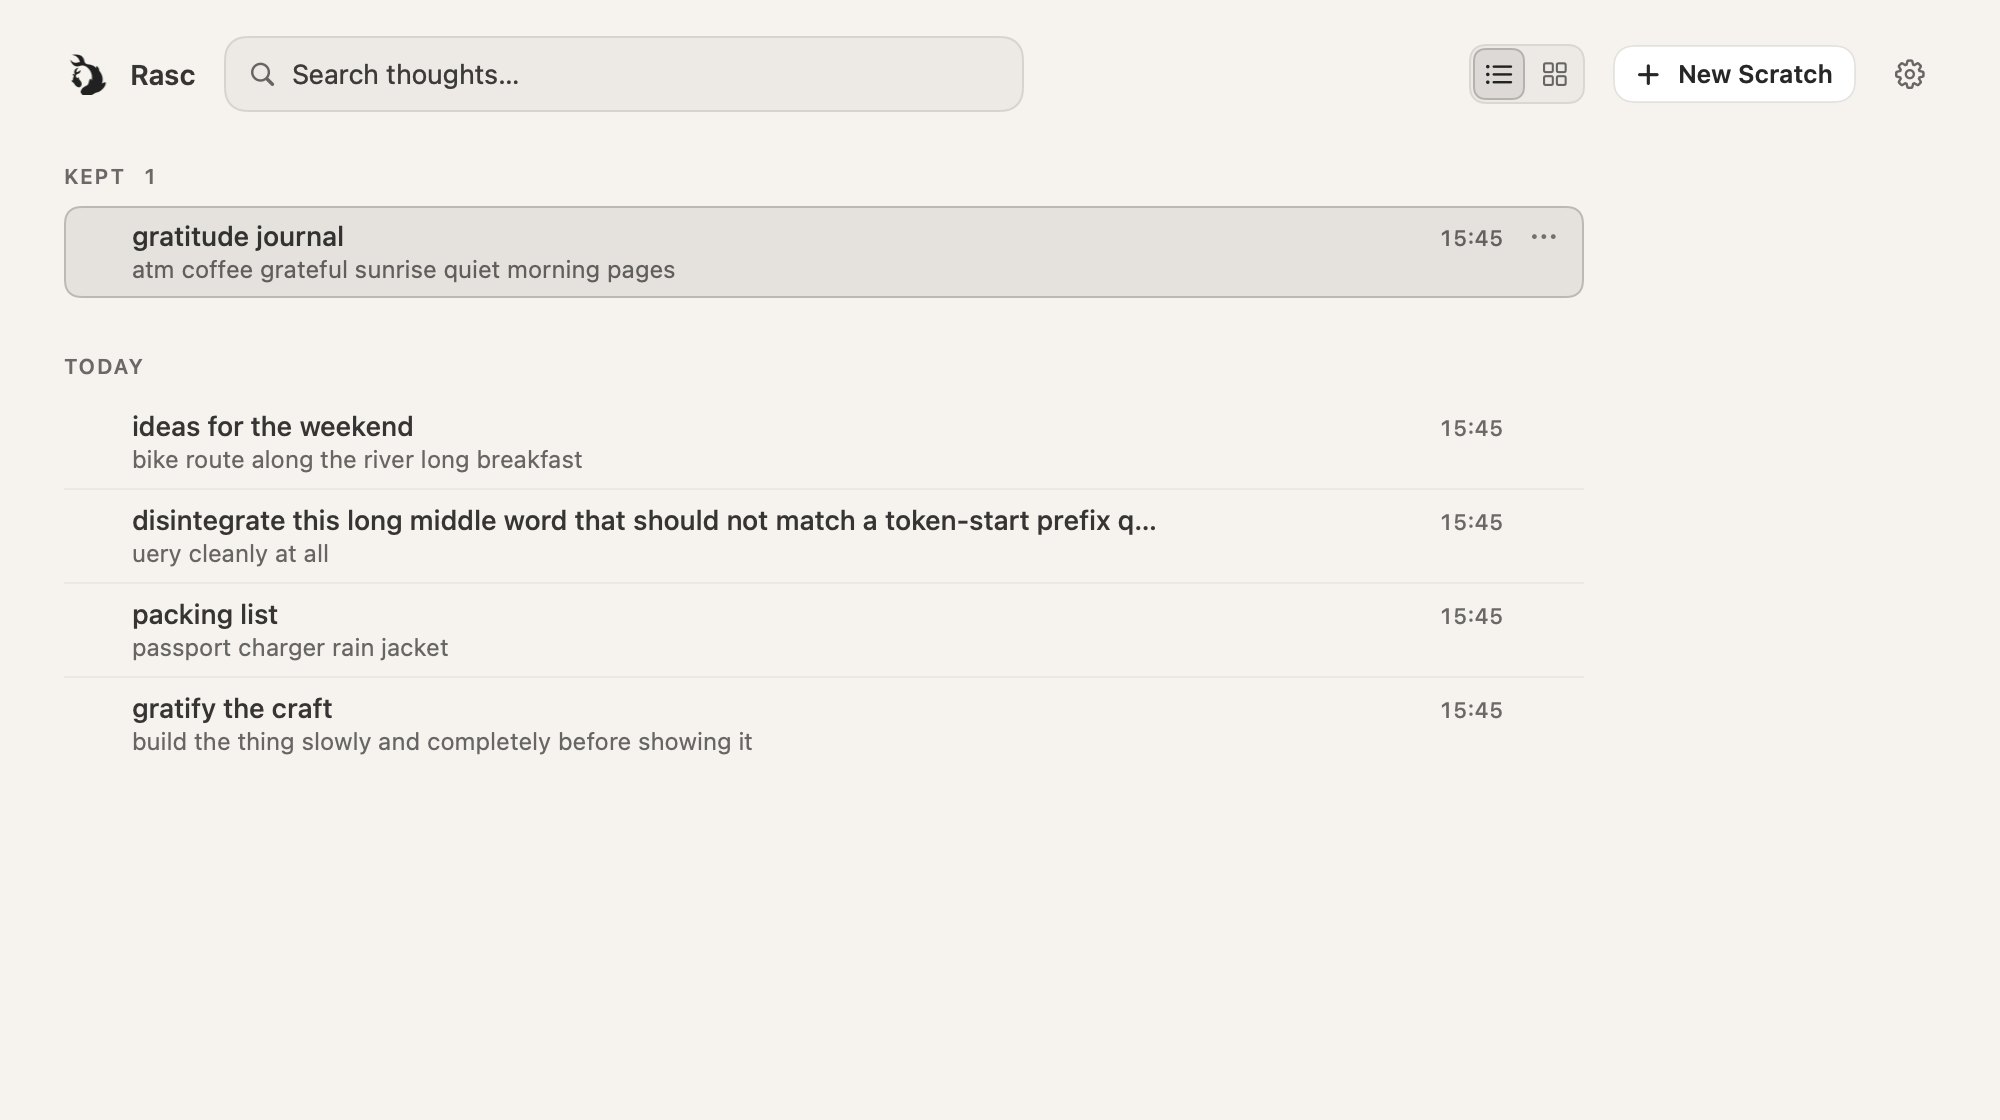 Rasc
Search thoughts...
New Scratch
KEPT 1
gratitude journal
15:45
atm coffee grateful sunrise quiet morning pages
TODAY
ideas for the weekend
15:45
bike route along the river long breakfast
disintegrate this long middle word that should not match a token-start prefix q...
15:45
uery cleanly at all
packing list
15:45
passport charger rain jacket
gratify the craft
15:45
build the thing slowly and completely before showing it